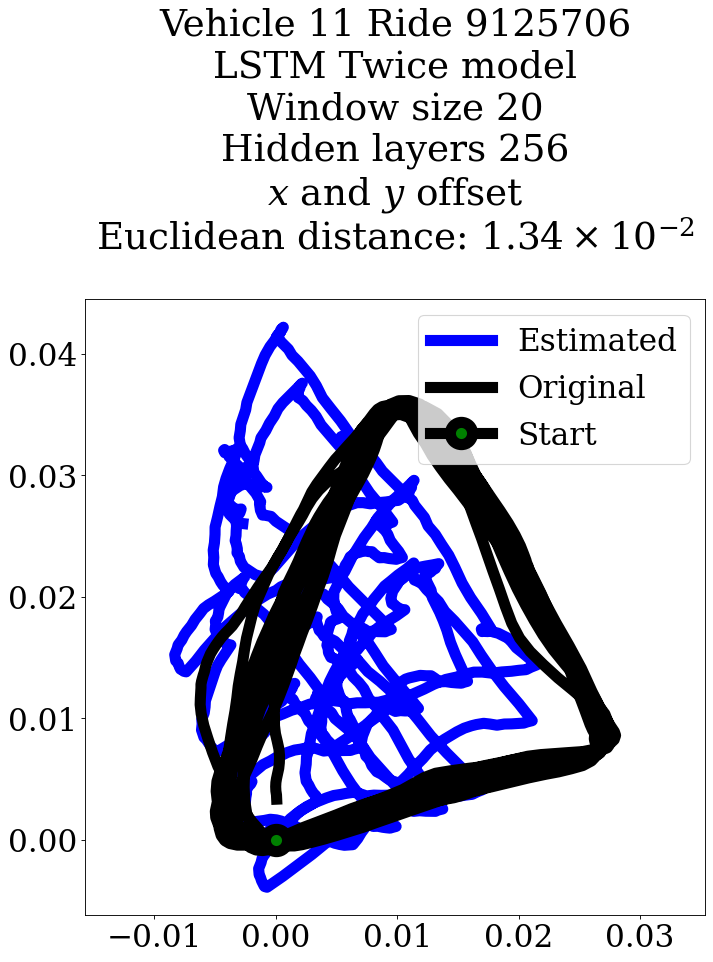 Vehicle 11 Ride 9125706
LSTM Twice model
Window size 20
Hidden layers 256
x and y offset
Euclidean distance: 1.34 × 10⁻²
Estimated
Original
Start
0.04
0.03
0.02
0.01
0.00
−0.01 0.00 0.01 0.02 0.03